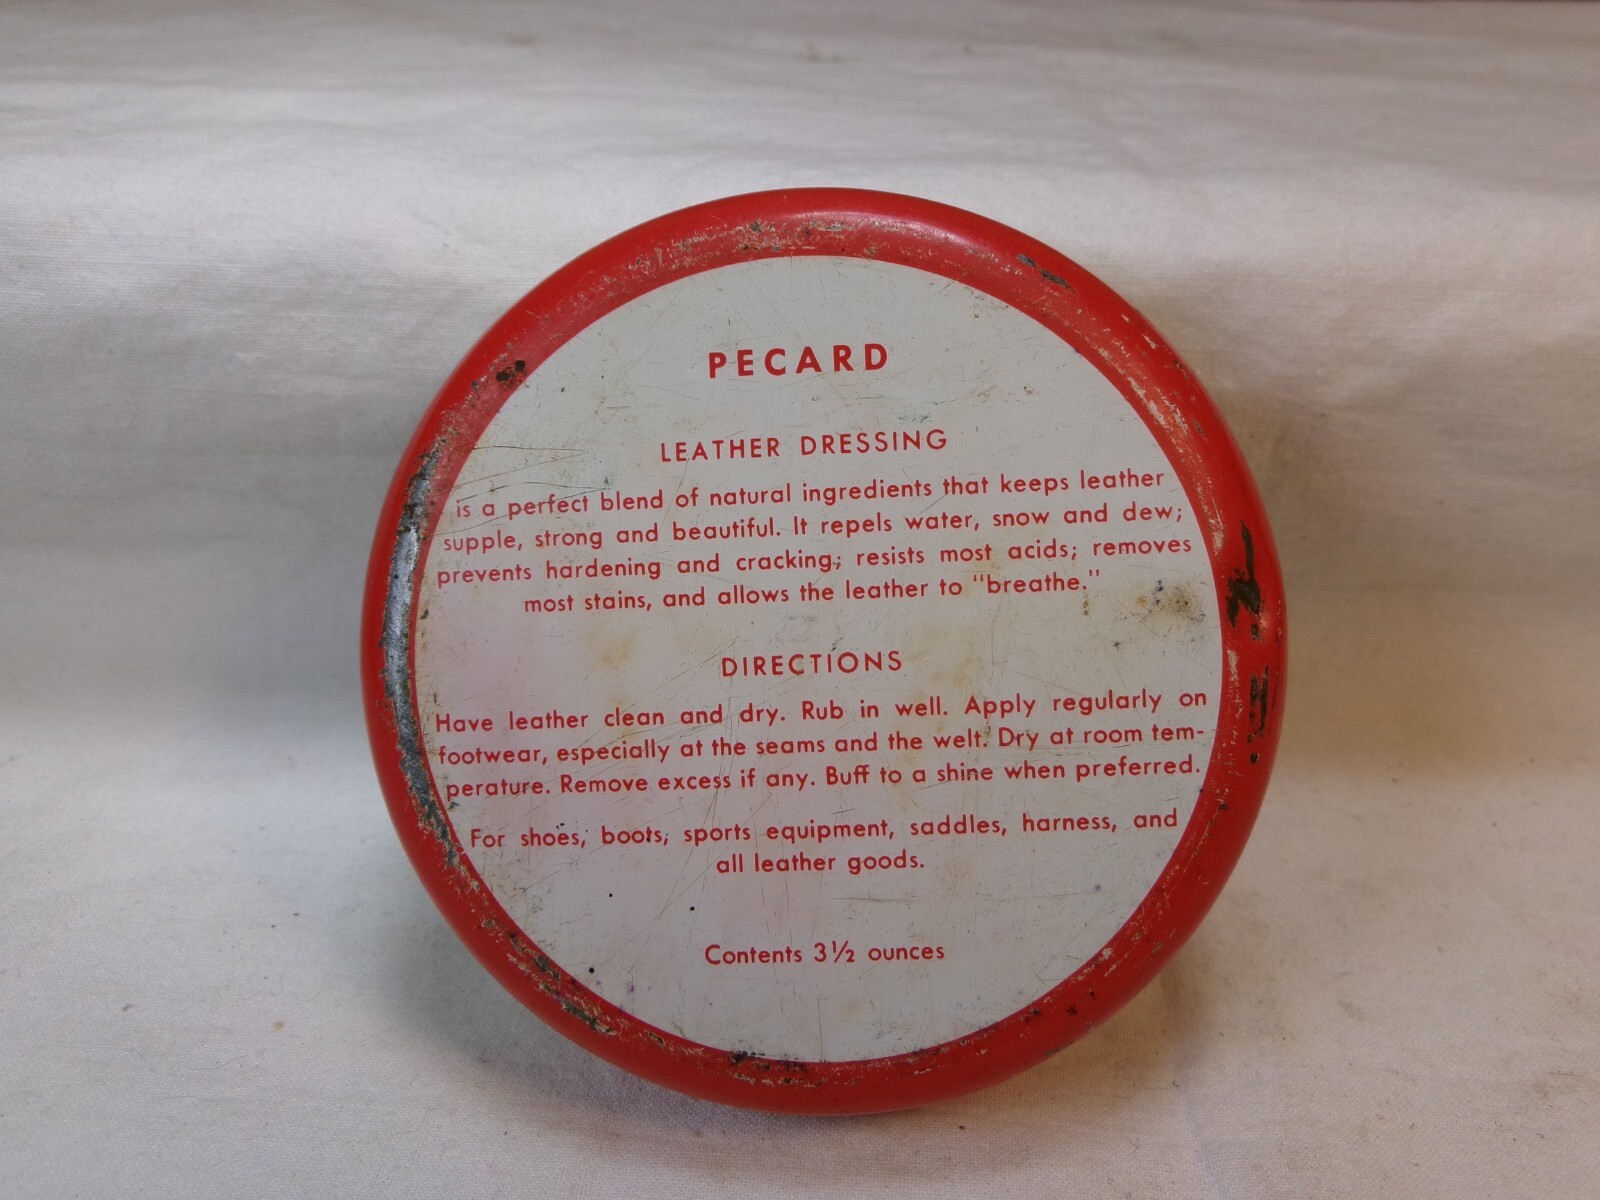 PECARD
LEATHER DRESSING
is a perfect blend of natural ingredients that keeps leather
supple, strong and beautiful. It repels water, snow and dew;
prevents hardening and cracking; resists most acids; removes
most stains, and allows the leather to "breathe."
DIRECTIONS
Have leather clean and dry. Rub in well. Apply regularly on
footwear, especially at the seams and the welt. Dry at room tem-
perature. Remove excess if any. Buff to a shine when preferred.
For shoes, boots, sports equipment, saddles, harness, and
all leather goods.
Contents 3½ ounces